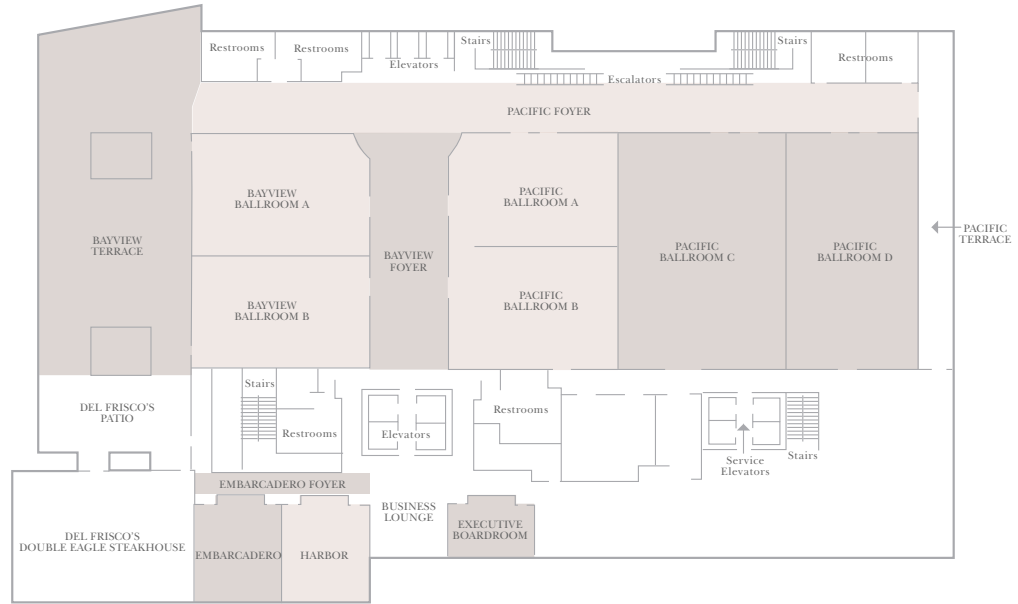 Restrooms
Restrooms
Elevators
Stairs
Stairs
Restrooms
Escalators
PACIFIC FOYER
BAYVIEW
BALLROOM A
PACIFIC
BALLROOM A
BAYVIEW
TERRACE
BAYVIEW
FOYER
PACIFIC
BALLROOM C
PACIFIC
BALLROOM D
PACIFIC
TERRACE
BAYVIEW
BALLROOM B
PACIFIC
BALLROOM B
Stairs
DEL FRISCO'S
PATIO
Restrooms
Elevators
Restrooms
Service
Elevators
Stairs
EMBARCADERO FOYER
BUSINESS
LOUNGE
EXECUTIVE
BOARDROOM
DEL FRISCO'S
DOUBLE EAGLE STEAKHOUSE
EMBARCADERO
HARBOR